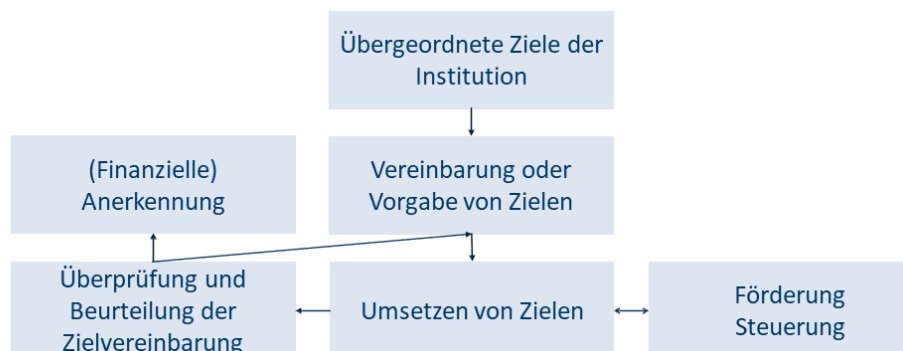 Übergeordnete Ziele der
Institution
(Finanzielle)
Anerkennung
Vereinbarung oder
Vorgabe von Zielen
Überprüfung und
Beurteilung der
Zielvereinbarung
Umsetzen von Zielen
Förderung
Steuerung